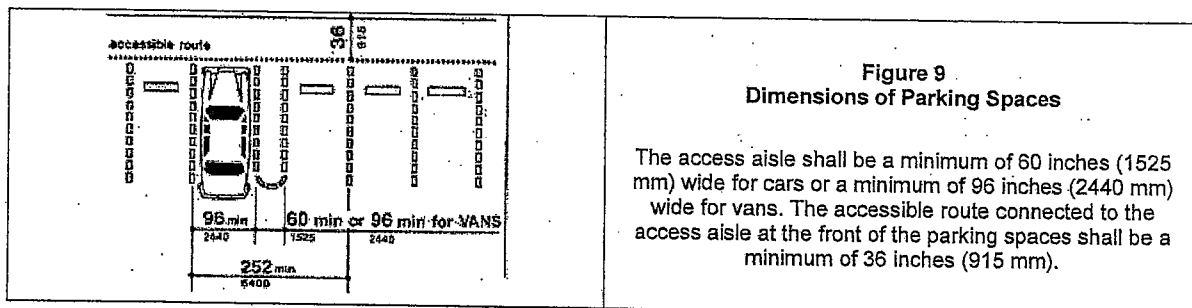 36
915
accessible route
96 min 60 min or 96 min for VANS
2440 1525 2440
252 min
6400
Figure 9
Dimensions of Parking Spaces
The access aisle shall be a minimum of 60 inches (1525
mm) wide for cars or a minimum of 96 inches (2440 mm)
wide for vans. The accessible route connected to the
access aisle at the front of the parking spaces shall be a
minimum of 36 inches (915 mm).